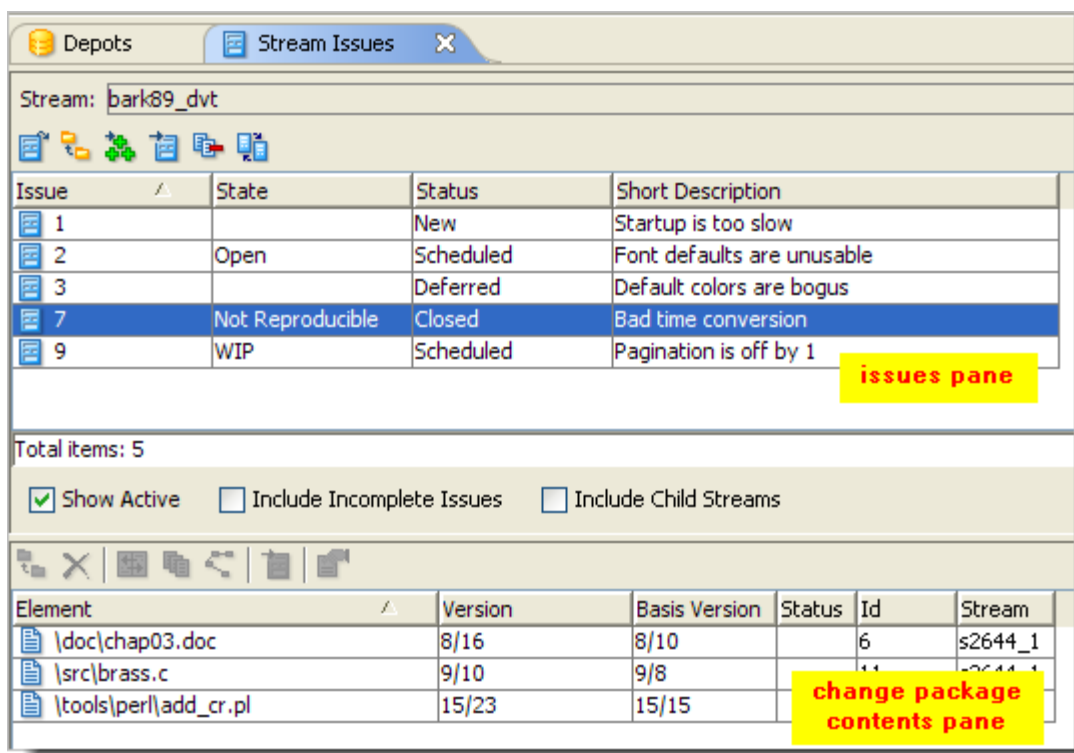 Depots Stream Issues
Stream: bark89_dvt
Issue State Status Short Description
1 New Startup is too slow
2 Open Scheduled Font defaults are unusable
3 Deferred Default colors are bogus
7 Not Reproducible Closed Bad time conversion
9 WIP Scheduled Pagination is off by 1
issues pane
Total items: 5
Show Active Include Incomplete Issues Include Child Streams
Element Version Basis Version Status Id Stream
\doc\chap03.doc 8/16 8/10 6 s2644_1
\src\brass.c 9/10 9/8
\tools\perl\add_cr.pl 15/23 15/15
change package
contents pane